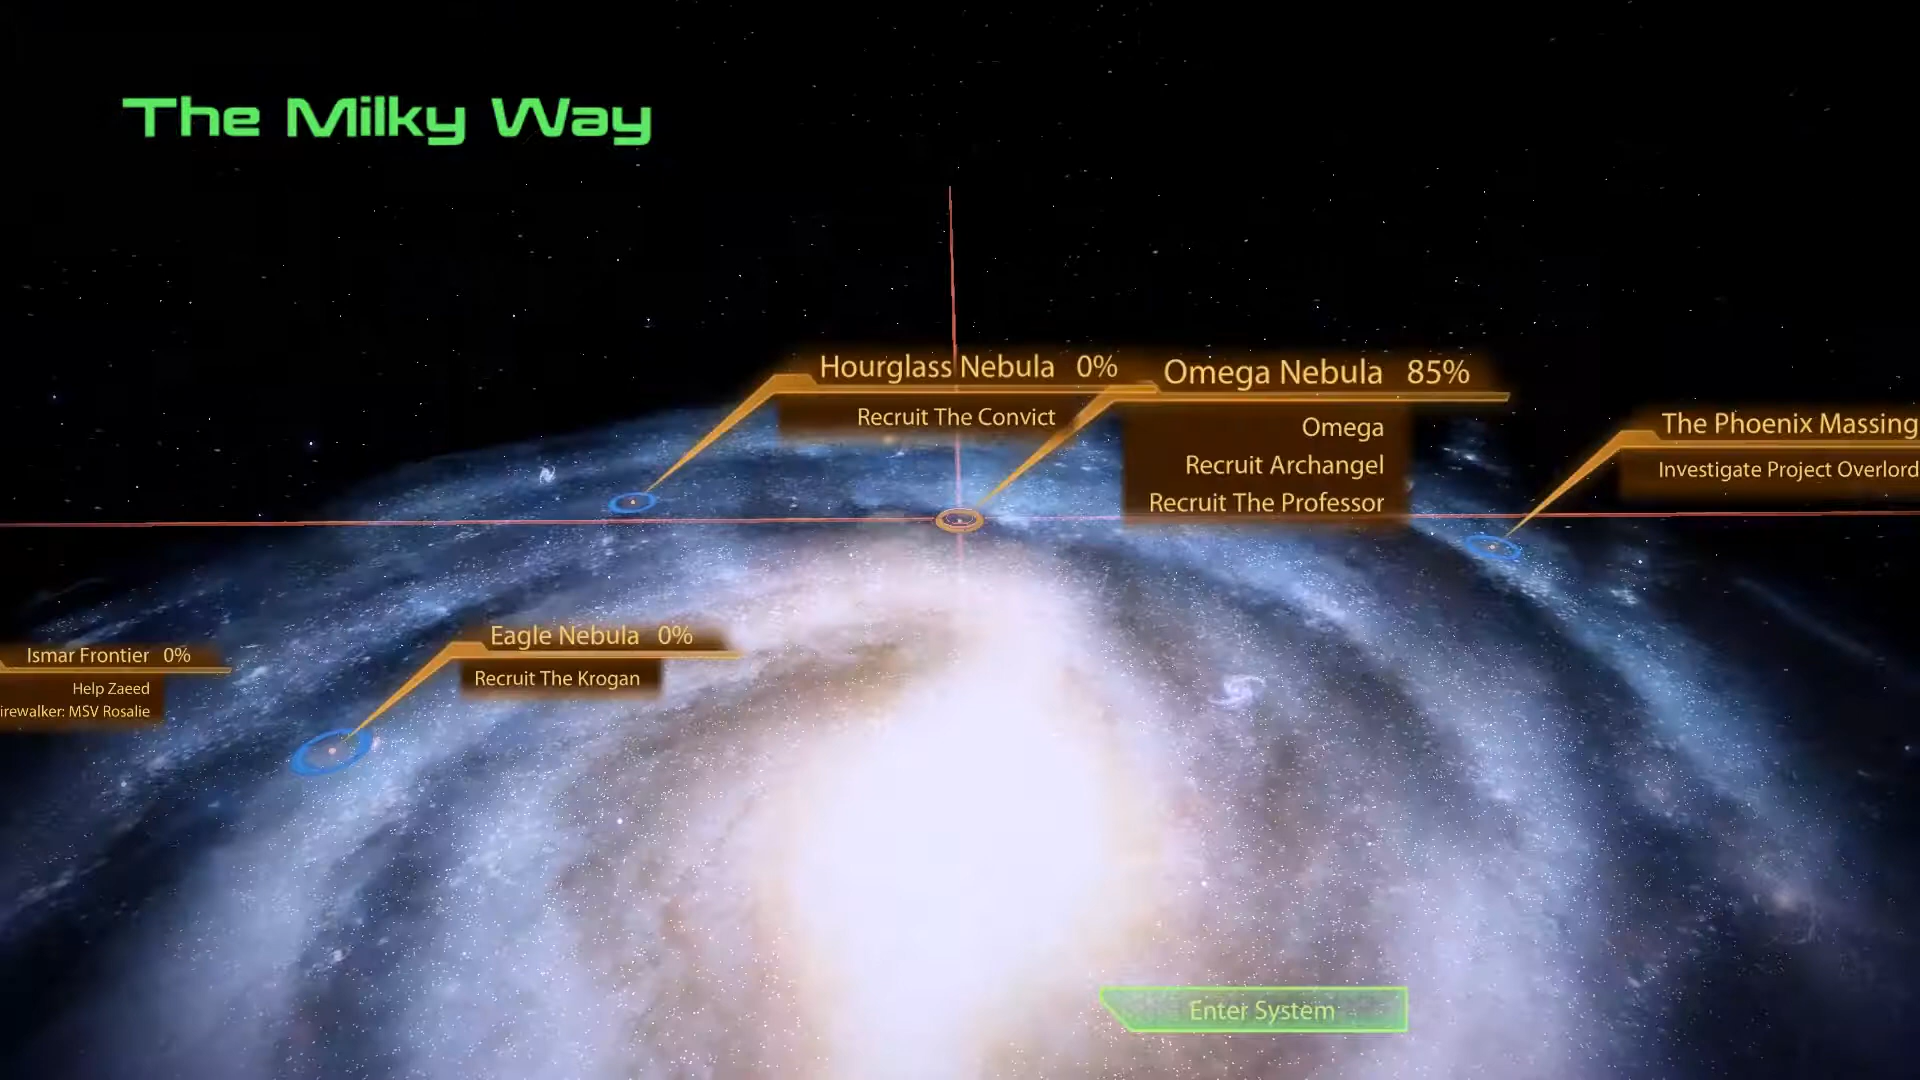 The Milky Way
Hourglass Nebula 0%
Recruit The Convict
Omega Nebula 85%
Omega
Recruit Archangel
Recruit The Professor
The Phoenix Massing
Investigate Project Overlord
Eagle Nebula 0%
Recruit The Krogan
Ismar Frontier 0%
Help Zaeed
irewalker: MSV Rosalie
Enter System